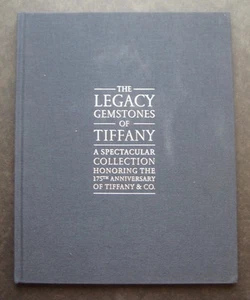 THE
LEGACY
GEMSTONES
OF
TIFFANY
A SPECTACULAR
COLLECTION
HONORING THE
175TH ANNIVERSARY
OF TIFFANY & CO.